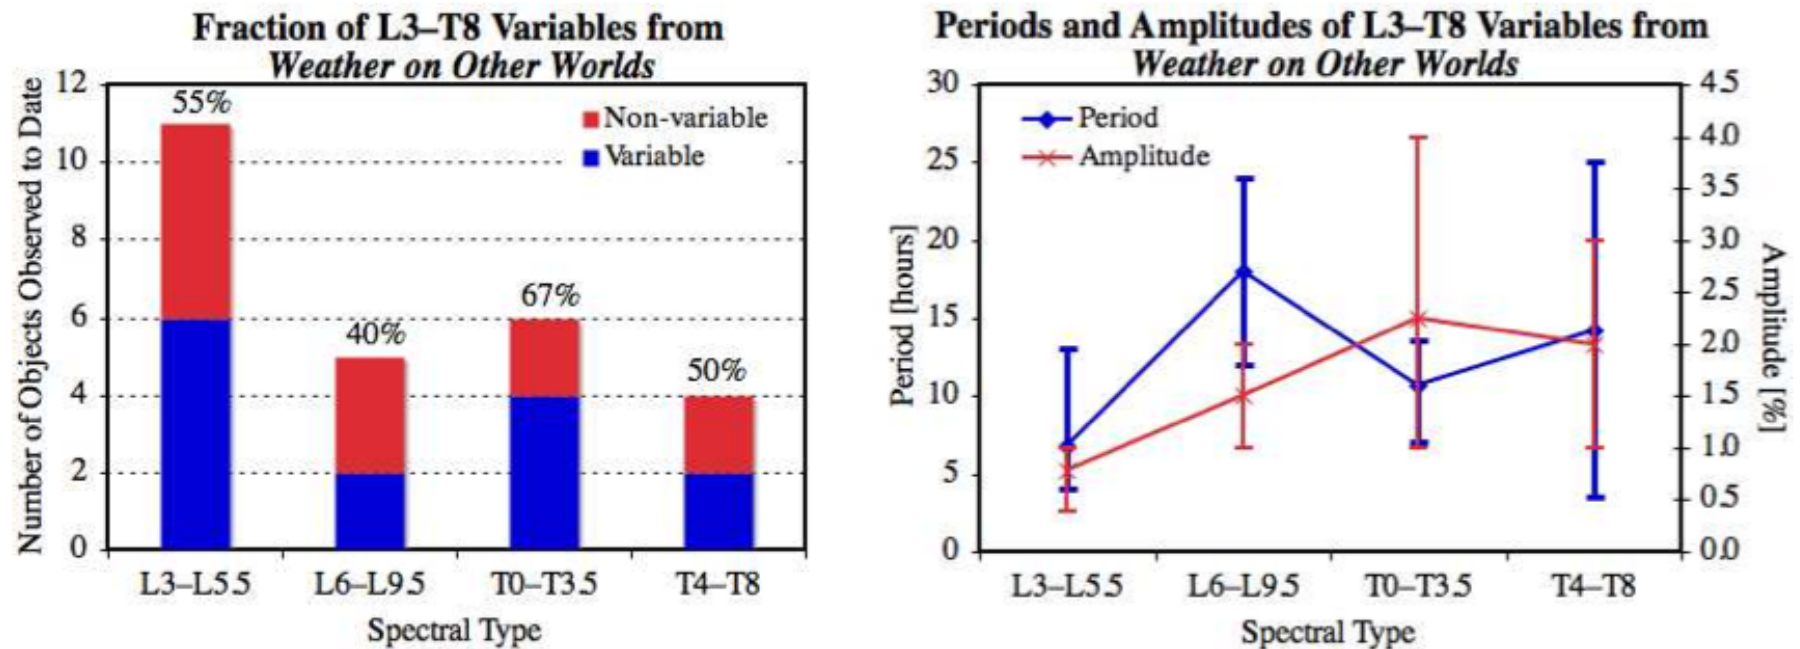 Fraction of L3–T8 Variables from
Weather on Other Worlds
Number of Objects Observed to Date
12
10
8
6
4
2
0
55%
40%
67%
50%
Non-variable
Variable
L3–L5.5
L6–L9.5
T0–T3.5
T4–T8
Spectral Type
Periods and Amplitudes of L3–T8 Variables from
Weather on Other Worlds
Period [hours]
30
25
20
15
10
5
0
Period
Amplitude
4.5
4.0
3.5
3.0
2.5
2.0
1.5
1.0
0.5
0.0
Amplitude [%]
L3–L5.5
L6–L9.5
T0–T3.5
T4–T8
Spectral Type